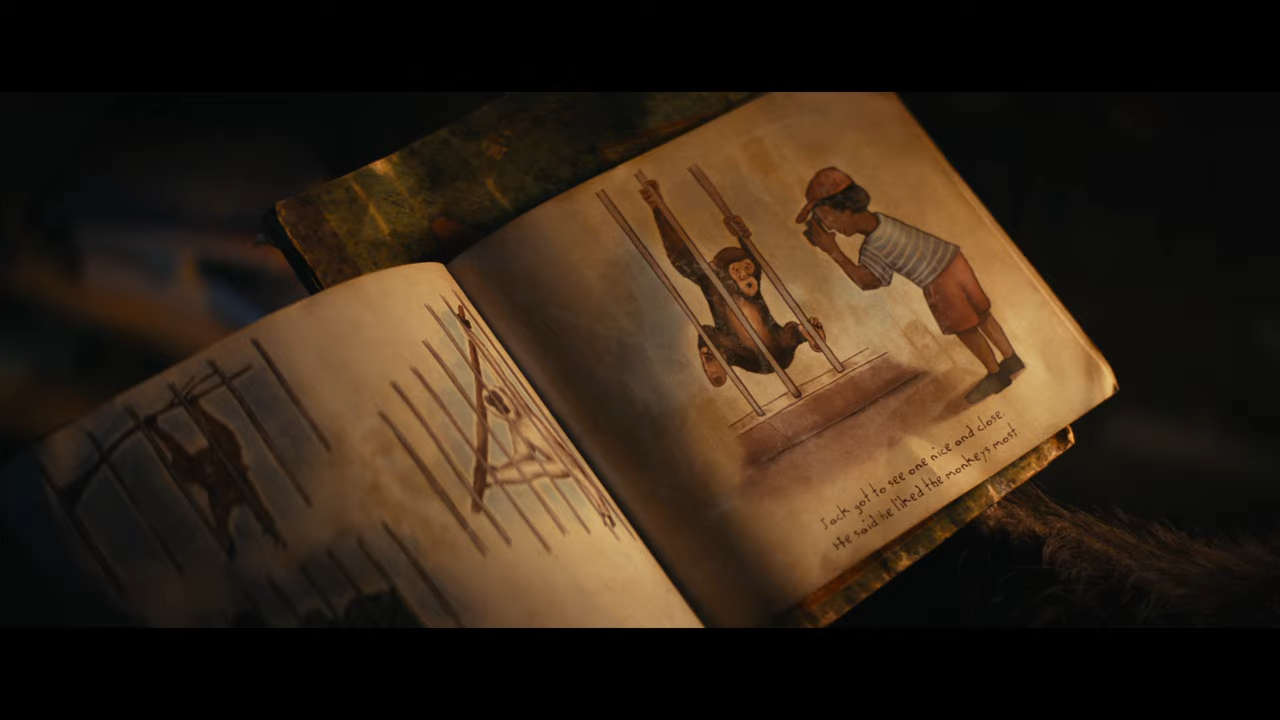 Jack got to see one nice and close.
He said he liked the monkeys most.